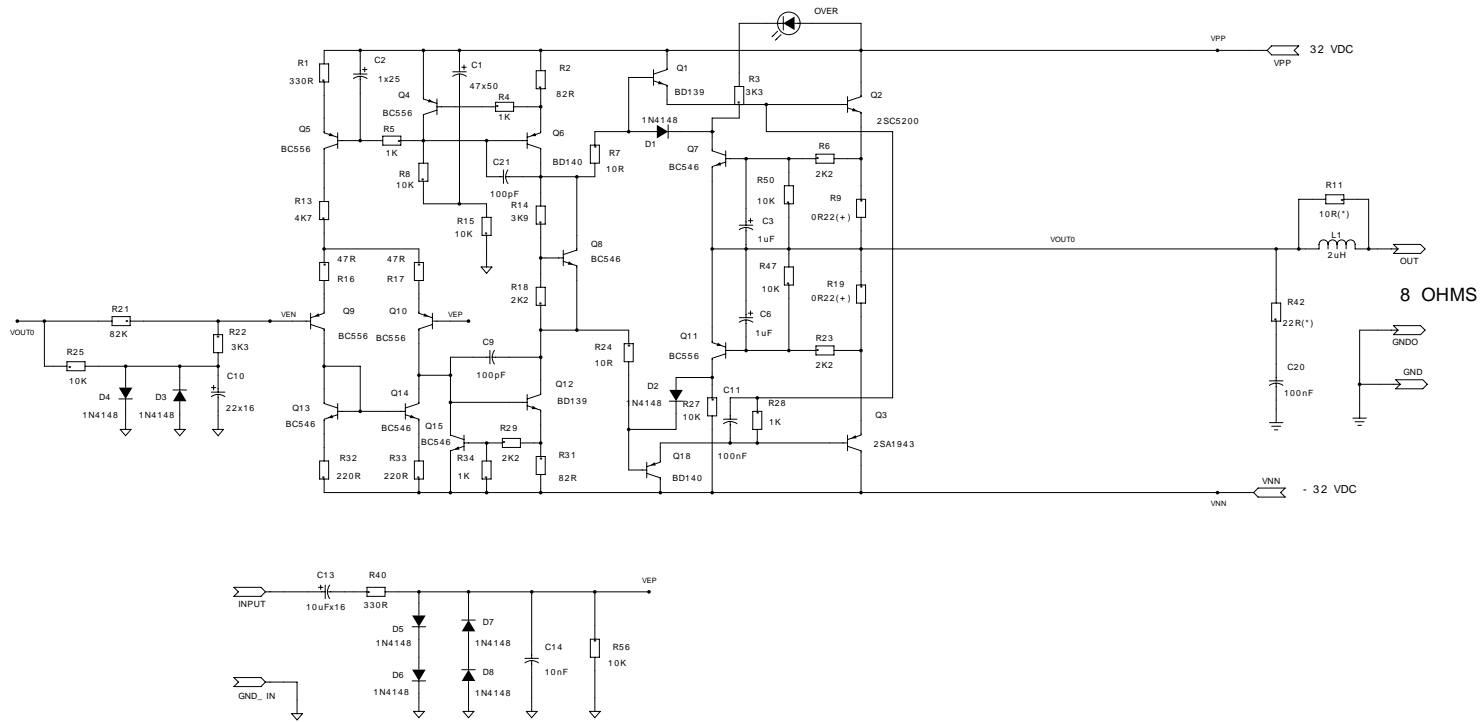 OVER
VPP
32 VDC
VPP
R1
330R
C2
1x25
C1
47x50
R2
82R
Q1
BD139
R3
3K3
Q4
BC556
R4
1K
Q2
2SC5200
Q5
BC556
R5
1K
Q6
BD140
1N4148
D1
R7
10R
Q7
BC546
R6
2K2
R8
10K
C21
100pF
R50
10K
R9
0R22(+)
R11
10R(*)
R13
4K7
R15
10K
R14
3K9
C3
1uF
VOUT0
L1
2uH
OUT
Q8
BC546
47R
R16
47R
R17
R47
10K
R19
0R22(+)
8 OHMS
R18
2K2
R21
82K
VOUT0
VEN
Q9
BC556
Q10
BC556
VEP
C6
1uF
R42
22R(*)
GNDO
R22
3K3
Q11
BC556
R23
2K2
R25
10K
C9
100pF
R24
10R
GND
C10
22x16
D4
1N4148
D3
1N4148
Q12
BD139
D2
1N4148
R27
10K
C11
100nF
R28
1K
C20
100nF
Q13
BC546
Q14
BC546
Q15
BC546
R29
2K2
Q3
2SA1943
R32
220R
R33
220R
R34
1K
R31
82R
Q18
BD140
VNN
- 32 VDC
VNN
INPUT
C13
10uFx16
R40
330R
VEP
D5
1N4148
D7
1N4148
C14
10nF
R56
10K
D6
1N4148
D8
1N4148
GND_ IN